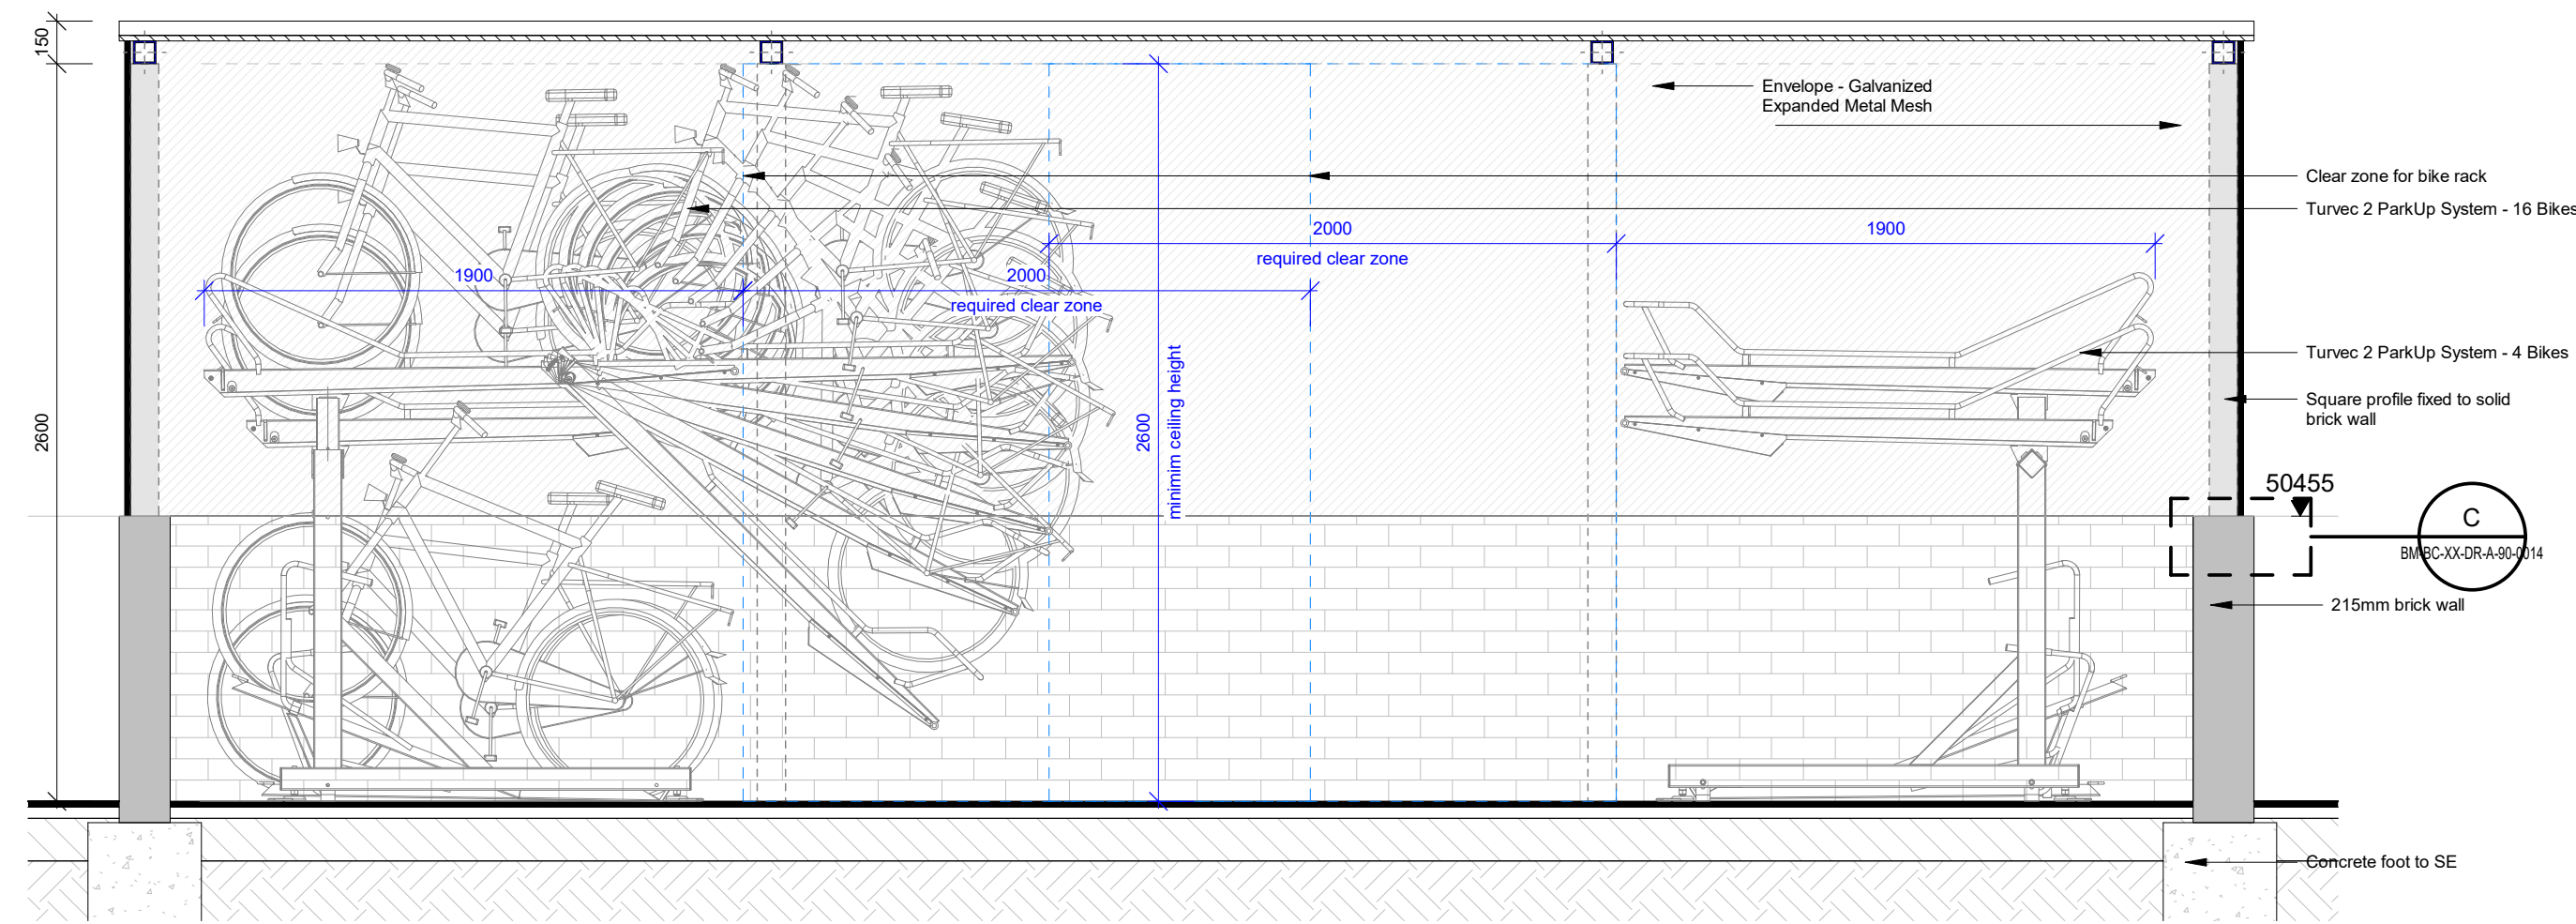 150
Envelope - Galvanized
Expanded Metal Mesh
Clear zone for bike rack
Turvec 2 ParkUp System - 16 Bikes
2000
1900
required clear zone
1900
2000
required clear zone
Turvec 2 ParkUp System - 4 Bikes
2600
2600
minimim ceiling height
Square profile fixed to solid
brick wall
50455
C
BM-BC-XX-DR-A-90-0014
215mm brick wall
Concrete foot to SE